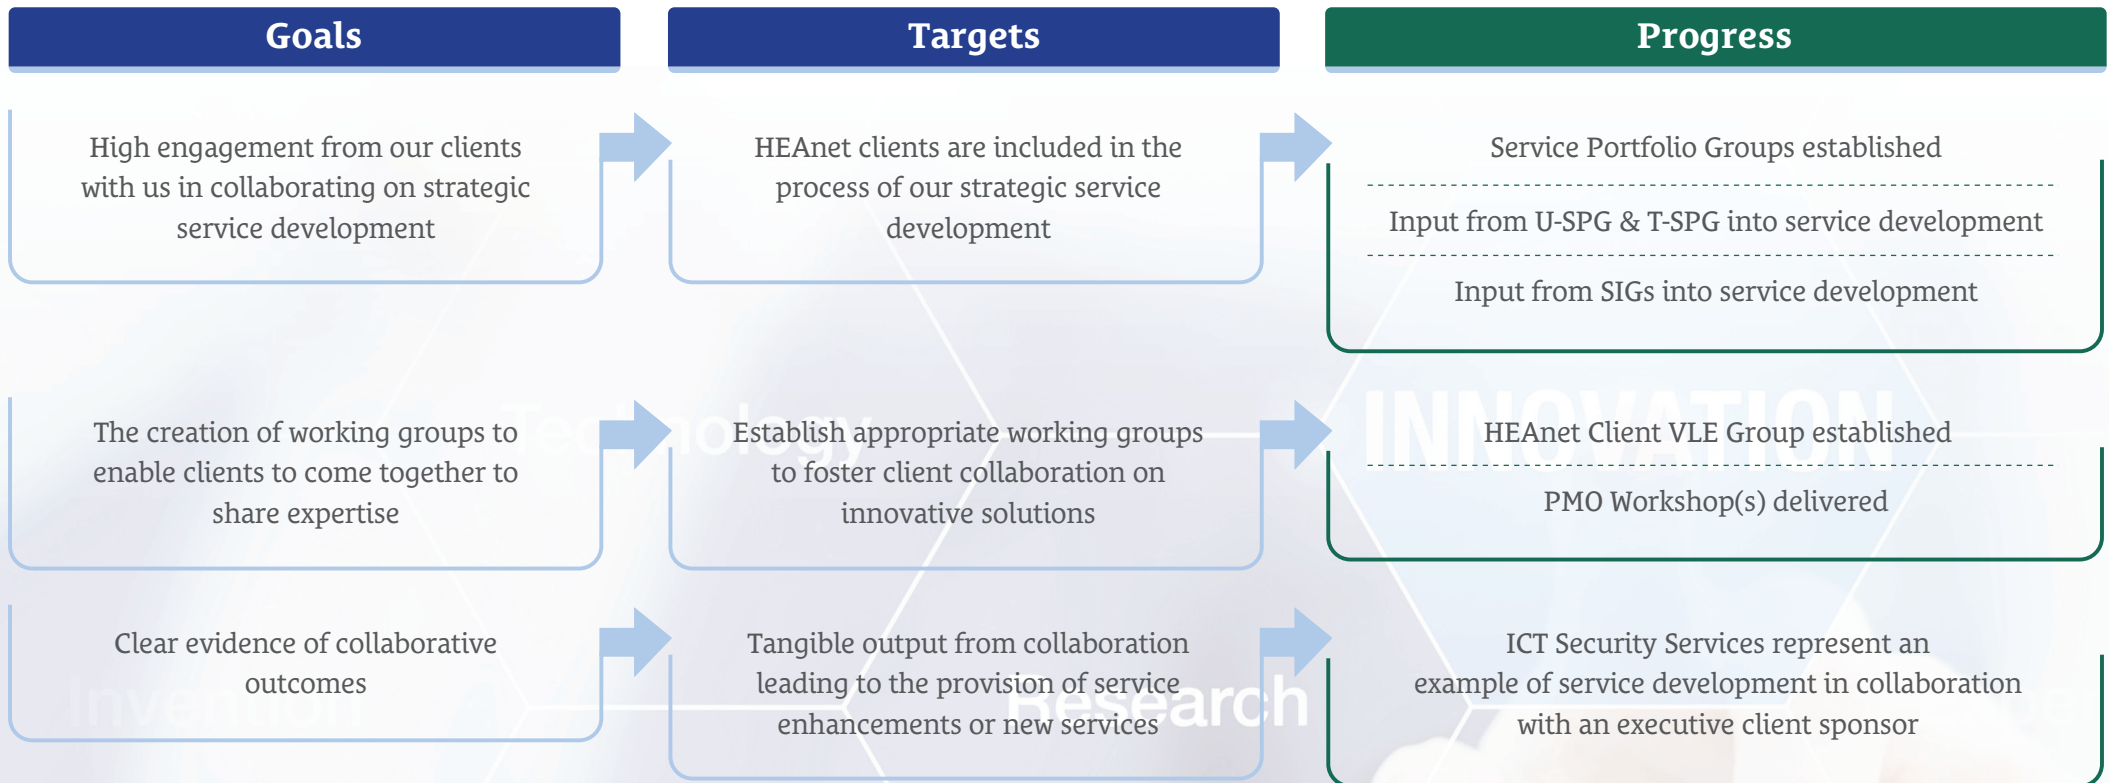 Goals
Targets
Progress
High engagement from our clients
with us in collaborating on strategic
service development
HEAnet clients are included in the
process of our strategic service
development
Service Portfolio Groups established
Input from U-SPG & T-SPG into service development
Input from SIGs into service development
The creation of working groups to
enable clients to come together to
share expertise
Establish appropriate working groups
to foster client collaboration on
innovative solutions
HEAnet Client VLE Group established
PMO Workshop(s) delivered
Clear evidence of collaborative
outcomes
Tangible output from collaboration
leading to the provision of service
enhancements or new services
ICT Security Services represent an
example of service development in collaboration
with an executive client sponsor
Technology
INNOVATION
Invention
Research